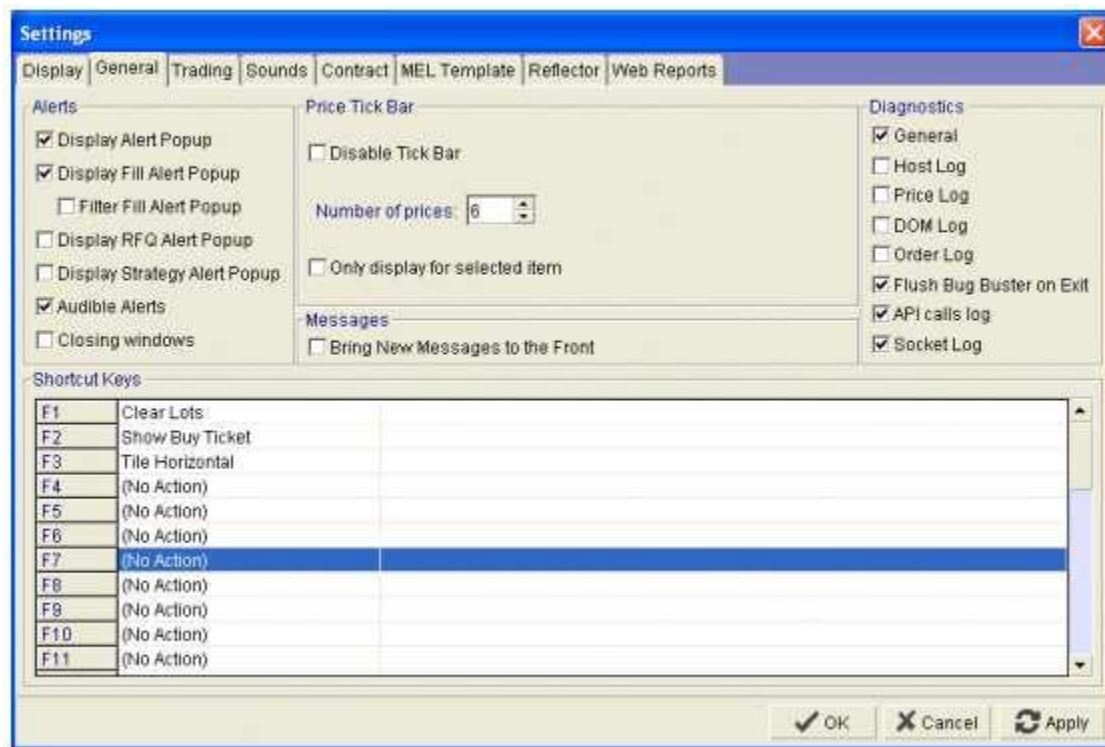 Settings
Display General Trading Sounds Contract MEL Template Reflector Web Reports
Alerts
Display Alert Popup
Display Fill Alert Popup
Filter Fill Alert Popup
Display RFQ Alert Popup
Display Strategy Alert Popup
Audible Alerts
Closing windows
Price Tick Bar
Disable Tick Bar
Number of prices: 6
Only display for selected item
Messages
Bring New Messages to the Front
Diagnostics
General
Host Log
Price Log
DOM Log
Order Log
Flush Bug Buster on Exit
API calls log
Socket Log
Shortcut Keys
F1 Clear Lots
F2 Show Buy Ticket
F3 Tile Horizontal
F4 (No Action)
F5 (No Action)
F6 (No Action)
F7 (No Action)
F8 (No Action)
F9 (No Action)
F10 (No Action)
F11 (No Action)
OK Cancel Apply